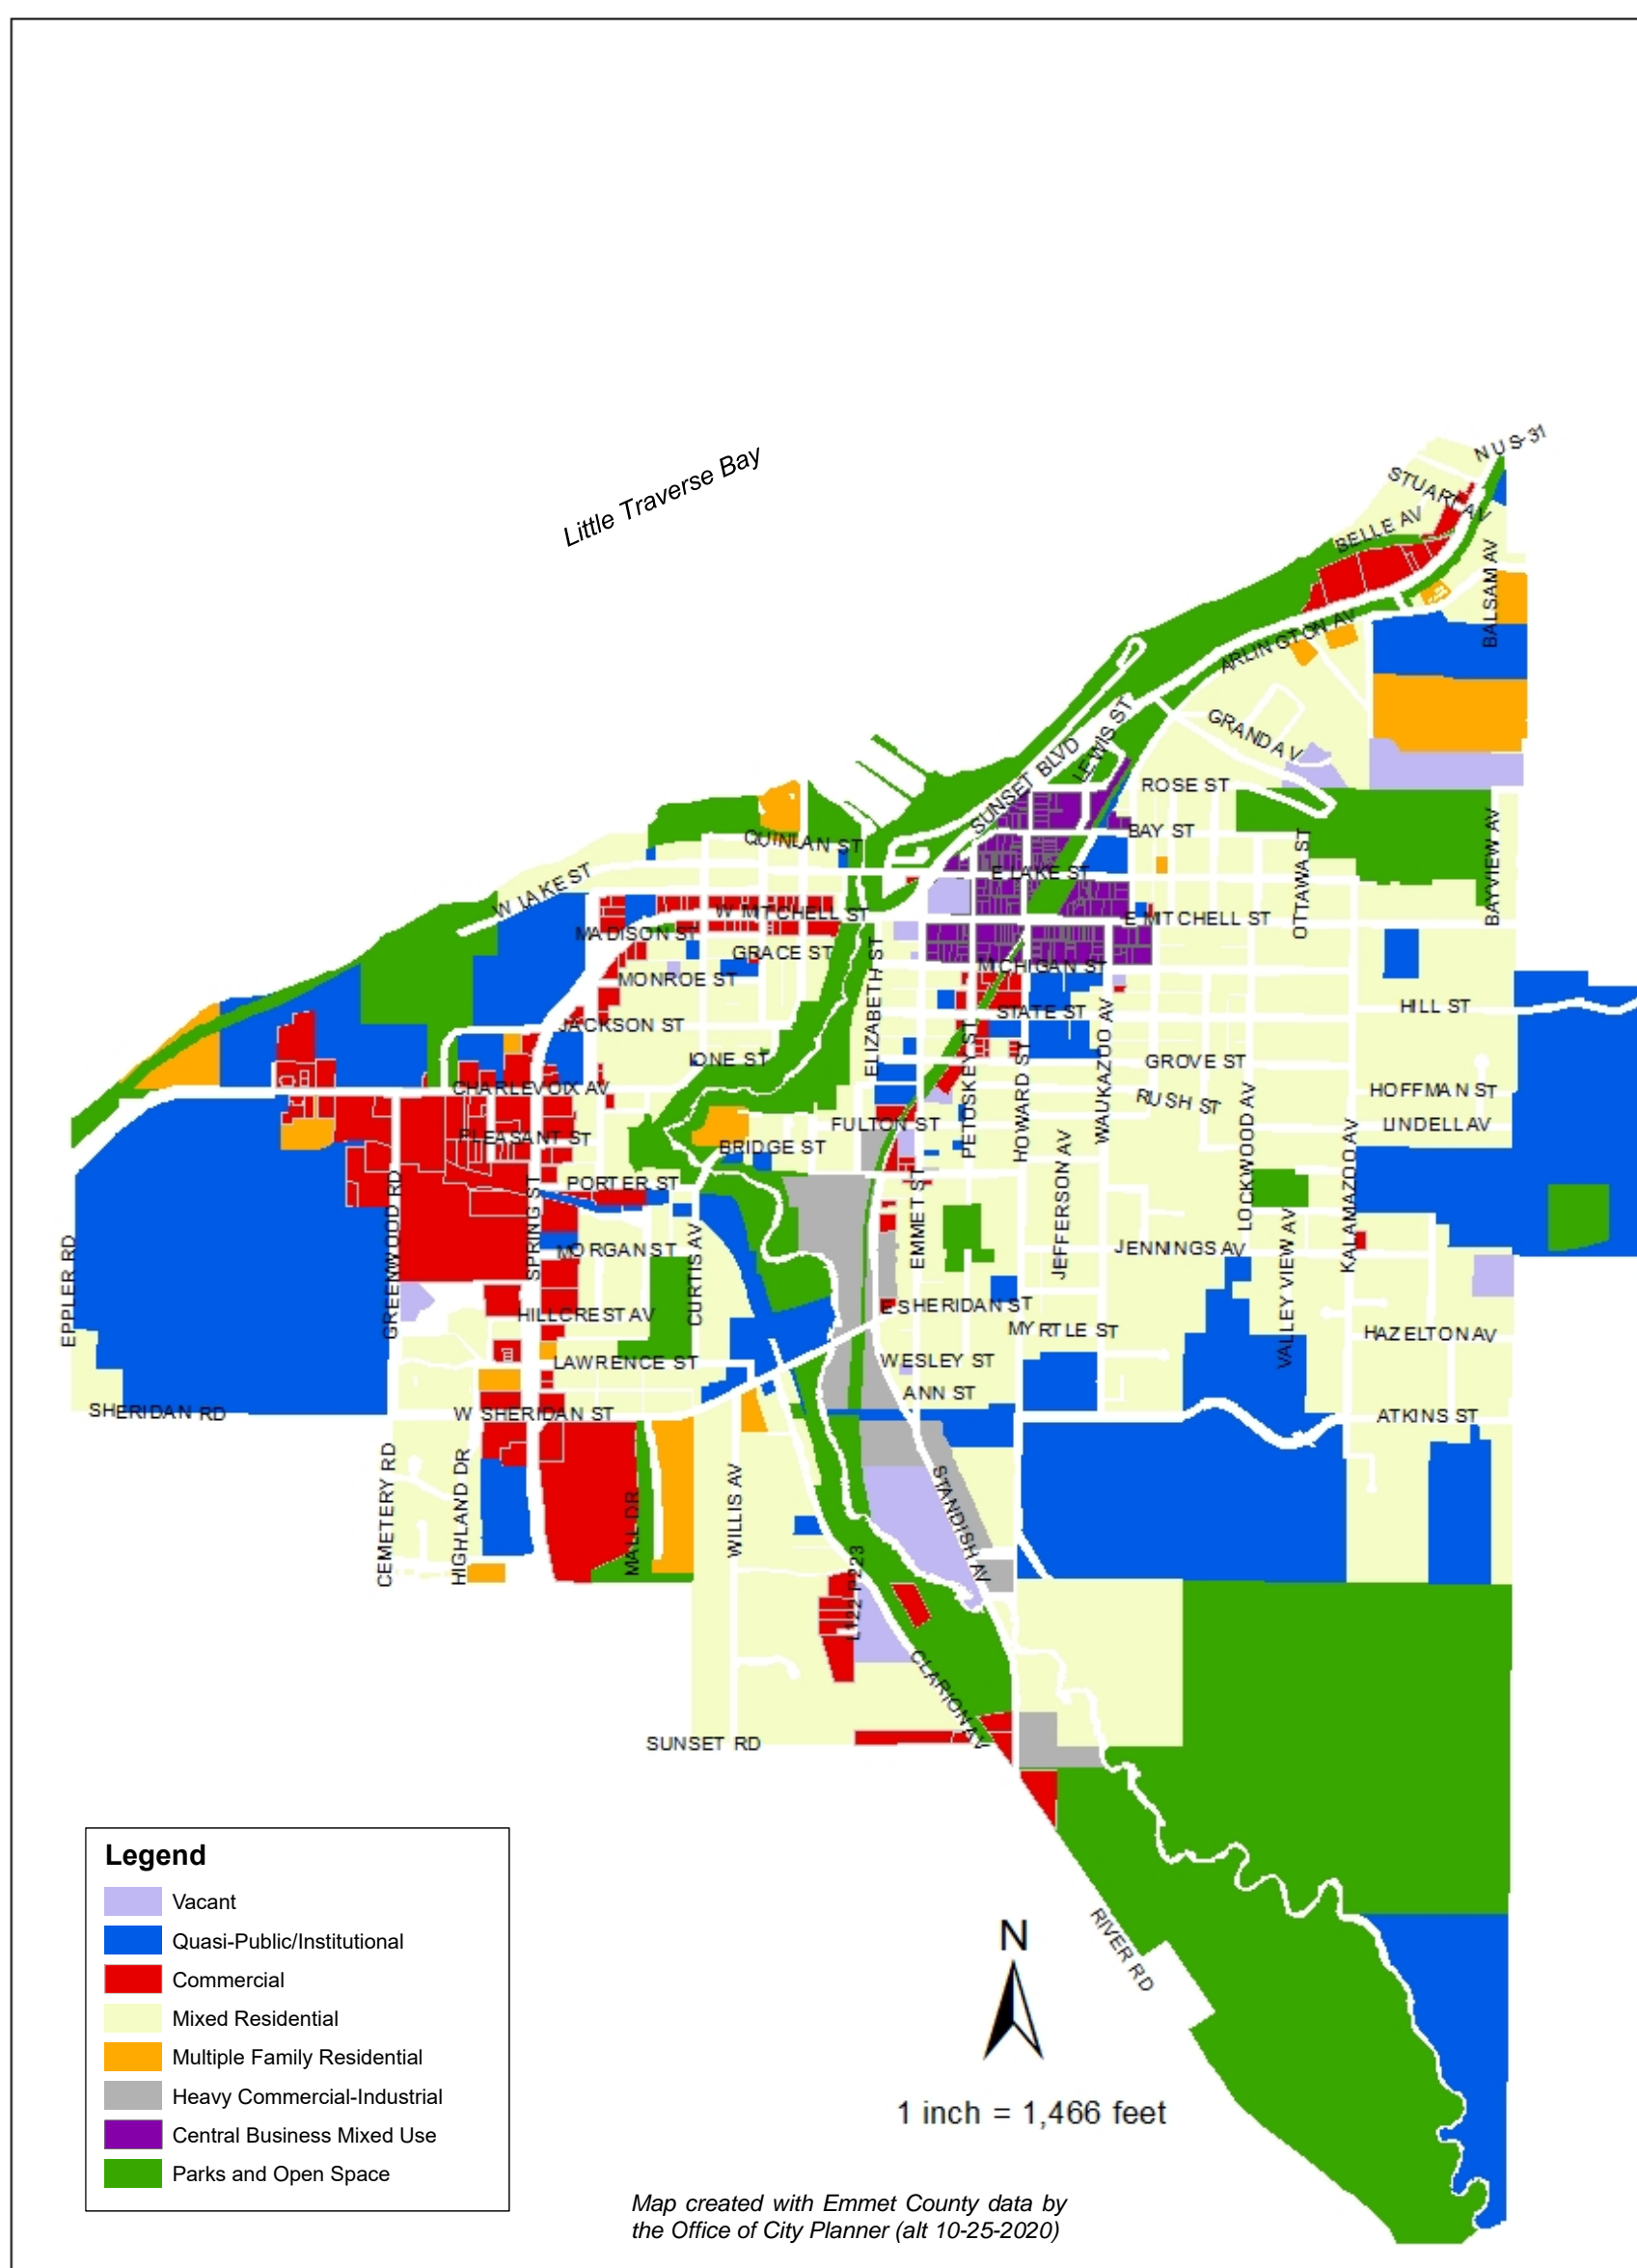 N U S-31
STUART AV
BELLE AV
Little Traverse Bay
BALSAM AV
ARLINGTON AV
GRAND AV
LEWIS ST
SUNSET BLVD
ROSE ST
BAY ST
QUINLAN ST
E LAKE ST
W LAKE ST
OTTAWA ST
BAYVIEW AV
W MITCHELL ST
E MITCHELL ST
MADISON ST
GRACE ST
MICHIGAN ST
MONROE ST
ELIZABETH ST
STATE ST
HILL ST
JACKSON ST
IONE ST
PETOSKEY ST
HOWARD ST
WAUKAZOO AV
GROVE ST
CHARLEVOIX AV
RUSH ST
HOFFMAN ST
FULTON ST
LINDELL AV
PLEASANT ST
BRIDGE ST
LOCKWOOD AV
KALAMAZOO AV
PORTER ST
EMMET ST
JEFFERSON AV
GREENWOOD RD
SPRING ST
MORGAN ST
CURTIS AV
JENNINGS AV
VALLEY VIEW AV
EPPLER RD
HILLCREST AV
E SHERIDAN ST
MYRTLE ST
HAZELTON AV
LAWRENCE ST
WESLEY ST
ANN ST
SHERIDAN RD
W SHERIDAN ST
ATKINS ST
CEMETERY RD
HIGHLAND DR
MALL DR
WILLIS AV
STANDISH AV
L122 P223
CLARION AV
SUNSET RD
RIVER RD
Legend
Vacant
Quasi-Public/Institutional
Commercial
Mixed Residential
Multiple Family Residential
Heavy Commercial-Industrial
Central Business Mixed Use
Parks and Open Space
N
1 inch = 1,466 feet
Map created with Emmet County data by
the Office of City Planner (alt 10-25-2020)